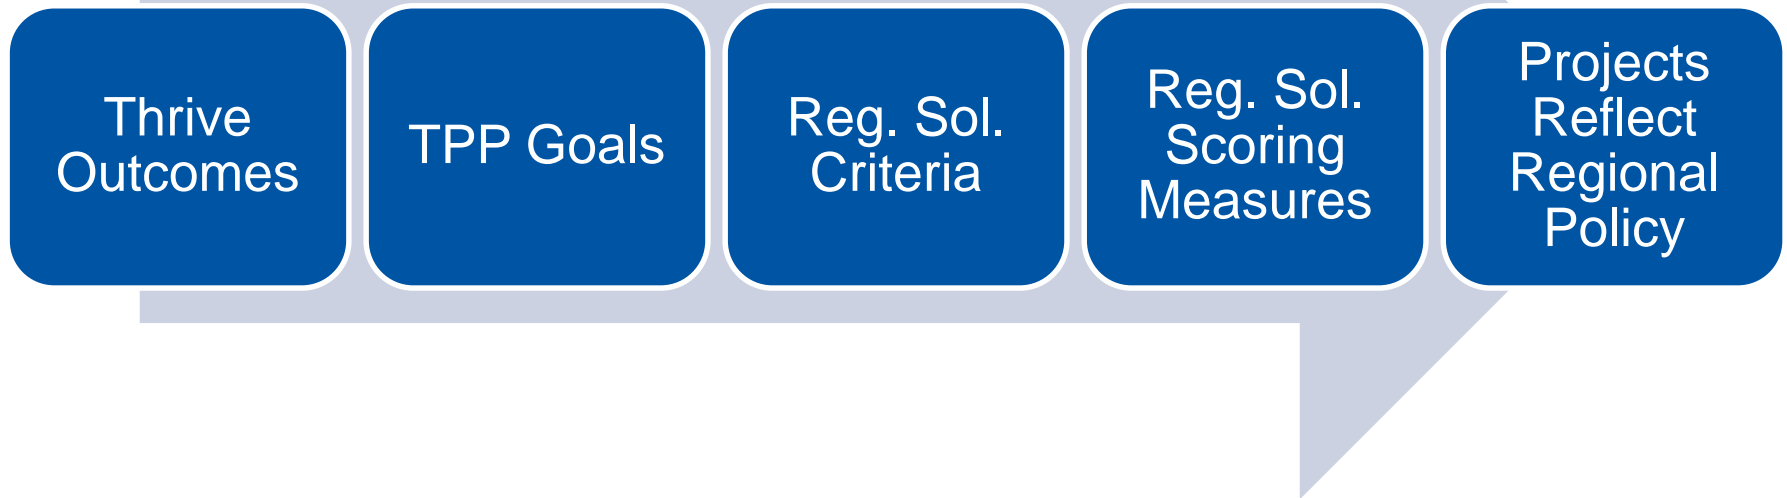 Thrive
Outcomes
TPP Goals
Reg. Sol.
Criteria
Reg. Sol.
Scoring
Measures
Projects
Reflect
Regional
Policy